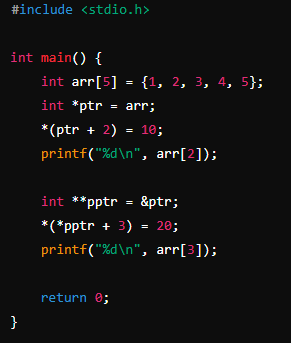 #include <stdio.h>
int main() {
    int arr[5] = {1, 2, 3, 4, 5};
    int *ptr = arr;
    *(ptr + 2) = 10;
    printf("%d\n", arr[2]);
    int **pptr = &ptr;
    *(*pptr + 3) = 20;
    printf("%d\n", arr[3]);
    return 0;
}